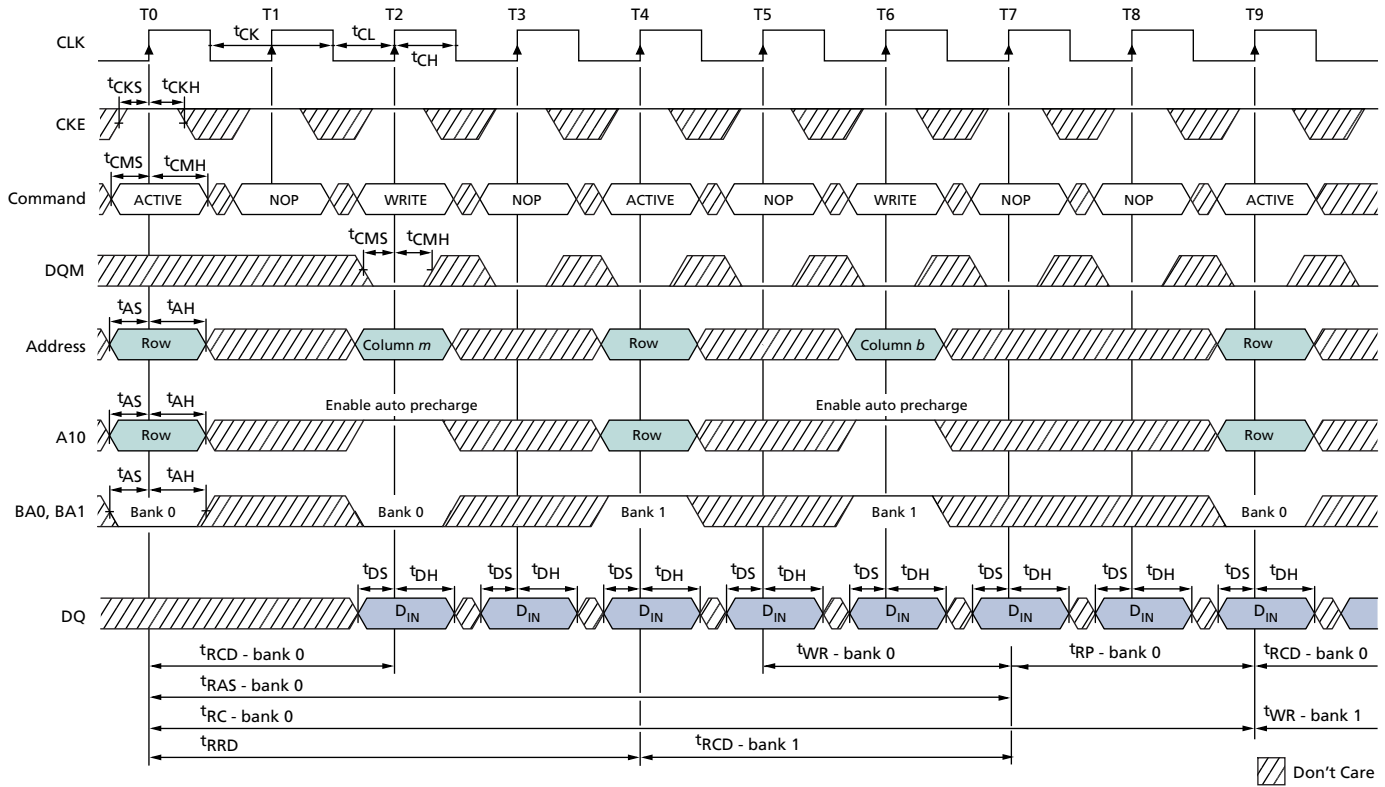 T0 T1 T2 T3 T4 T5 T6 T7 T8 T9
CLK
tCK tCL
tCH
tCKS tCKH
CKE
tCMS tCMH
Command ACTIVE NOP WRITE NOP ACTIVE NOP WRITE NOP NOP ACTIVE
tCMS tCMH
DQM
tAS tAH
Address Row Column m Row Column b Row
tAS tAH Enable auto precharge Enable auto precharge
A10 Row Row Row
tAS tAH
BA0, BA1 Bank 0 Bank 0 Bank 1 Bank 1 Bank 0
tDS tDH tDS tDH tDS tDH tDS tDH tDS tDH tDS tDH tDS tDH tDS tDH
DQ DIN DIN DIN DIN DIN DIN DIN DIN
tRCD - bank 0 tWR - bank 0 tRP - bank 0 tRCD - bank 0
tRAS - bank 0
tRC - bank 0 tWR - bank 1
tRRD tRCD - bank 1
Don't Care